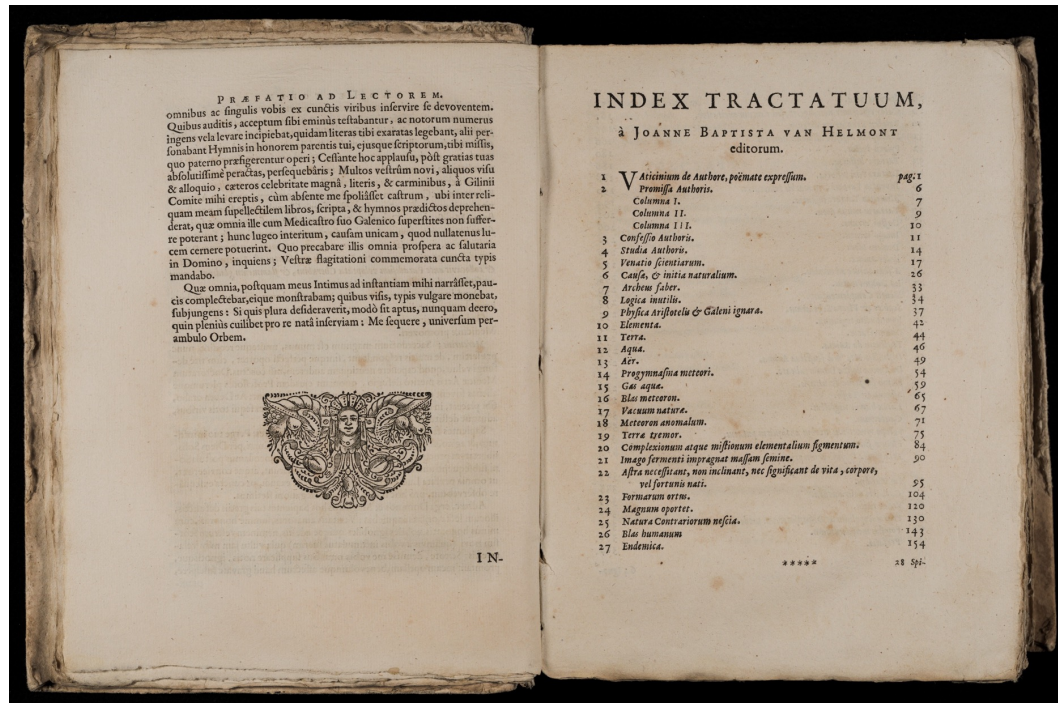 PRÆFATIO AD LECTOREM.
omnibus ac ſingulis vobis ex cunctis viribus inſervire ſe devoventem.
Quibus auditis, acceptum ſibi eminùs teſtabantur, ac notorum numerus
ingens vela levare incipiebat, quidam literas tibi exaratas legebant, alii per-
ſonabant Hymnis in honorem parentis tui, ejusque ſcriptorum, tibi miſſis,
quo paterno præfigerentur operi; Ceſſante hoc applauſu, pòſt gratias tuas
abſolutiſſimè peractas, perſequebâris; Multos veſtrûm novi, aliquos viſu
& alloquio, cæteros celebritate magnâ, literis, & carminibus, à Gilinii
Comite mihi ereptis, cùm abſente me ſpoliâſſet caſtrum, ubi inter reli-
quam meam ſupellectilem libros, ſcripta, & hymnos prædictos deprehen-
derat, quæ omnia ille cum Medicaſtro ſuo Galenico ſuperſtites non ſuffer-
re poterant; hunc lugeo interitum, cauſam unicam, quod nullatenus lu-
cem cernere potuerint. Quo precabare illis omnia proſpera ac ſalutaria
in Domino, inquiens; Veſtræ flagitationi commemorata cuncta typis
mandabo.
Quæ omnia, poſtquam meus Intimus ad inſtantiam mihi narrâſſet, pau-
cis complectebar, eique monſtrabam; quibus viſis, typis vulgare monebat,
ſubjungens: Si quis plura deſideraverit, modò ſit aptus, nunquam deero,
quin pleniùs cuilibet pro re natâ inſerviam: Me ſequere, univerſum per-
ambulo Orbem.
IN-
INDEX TRACTATUUM,
à JOANNE BAPTISTA VAN HELMONT
editorum.
1 VAticinium de Authore, poëmate expreſſum. pag. 1
2 Promiſſa Authoris. 6
Columna I. 7
Columna II. 9
Columna III. 10
3 Confeſſio Authoris. 11
4 Studia Authoris. 14
5 Venatio ſcientiarum. 17
6 Cauſæ, & initia naturalium. 26
7 Archeus faber. 33
8 Logica inutilis. 34
9 Phyſica Ariſtotelis & Galeni ignara. 37
10 Elementa. 42
11 Terra. 44
12 Aqua. 46
13 Aër. 49
14 Progymnaſma meteori. 54
15 Gas aquæ. 59
16 Blas meteoron. 65
17 Vacuum naturæ. 67
18 Meteoron anomalum. 71
19 Terræ tremor. 75
20 Complexionum atque miſtionum elementalium figmentum. 84
21 Imago fermenti imprægnat maſſam ſemine. 90
22 Aſtra neceſſitant, non inclinant, nec ſignificant de vita, corpore,
vel fortunis nati. 95
23 Formarum ortus. 104
24 Magnum oportet. 120
25 Natura Contrariorum neſcia. 130
26 Blas humanum 143
27 Endemica. 154
***** 28 Spi-